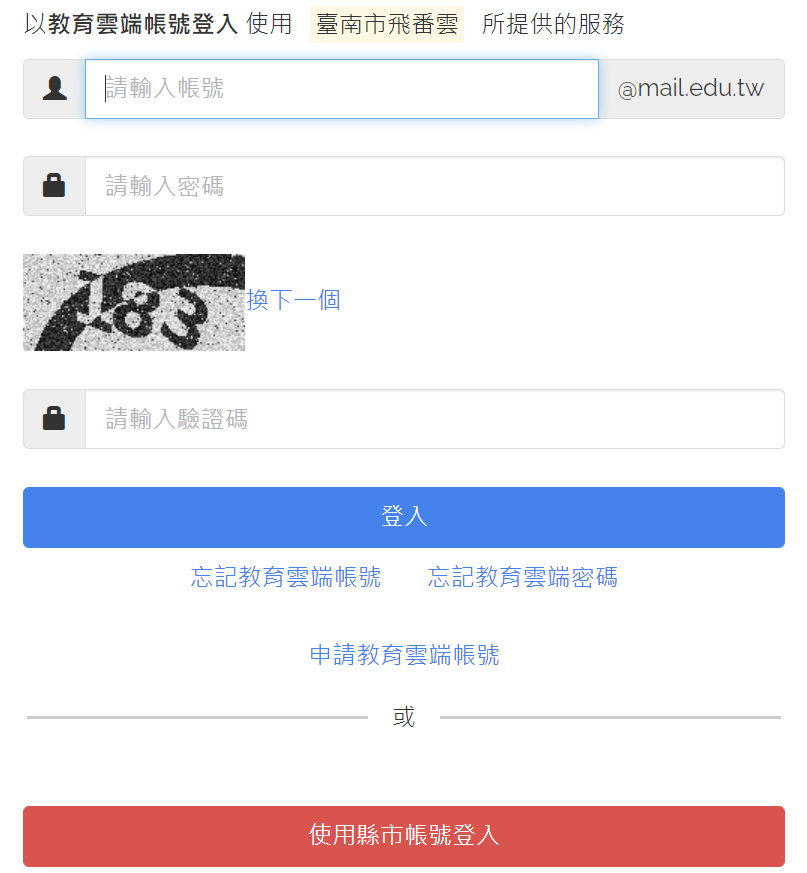 以教育雲端帳號登入 使用 臺南市飛番雲 所提供的服務
請輸入帳號 @mail.edu.tw
請輸入密碼
183 換下一個
請輸入驗證碼
登入
忘記教育雲端帳號 忘記教育雲端密碼
申請教育雲端帳號
或
使用縣市帳號登入